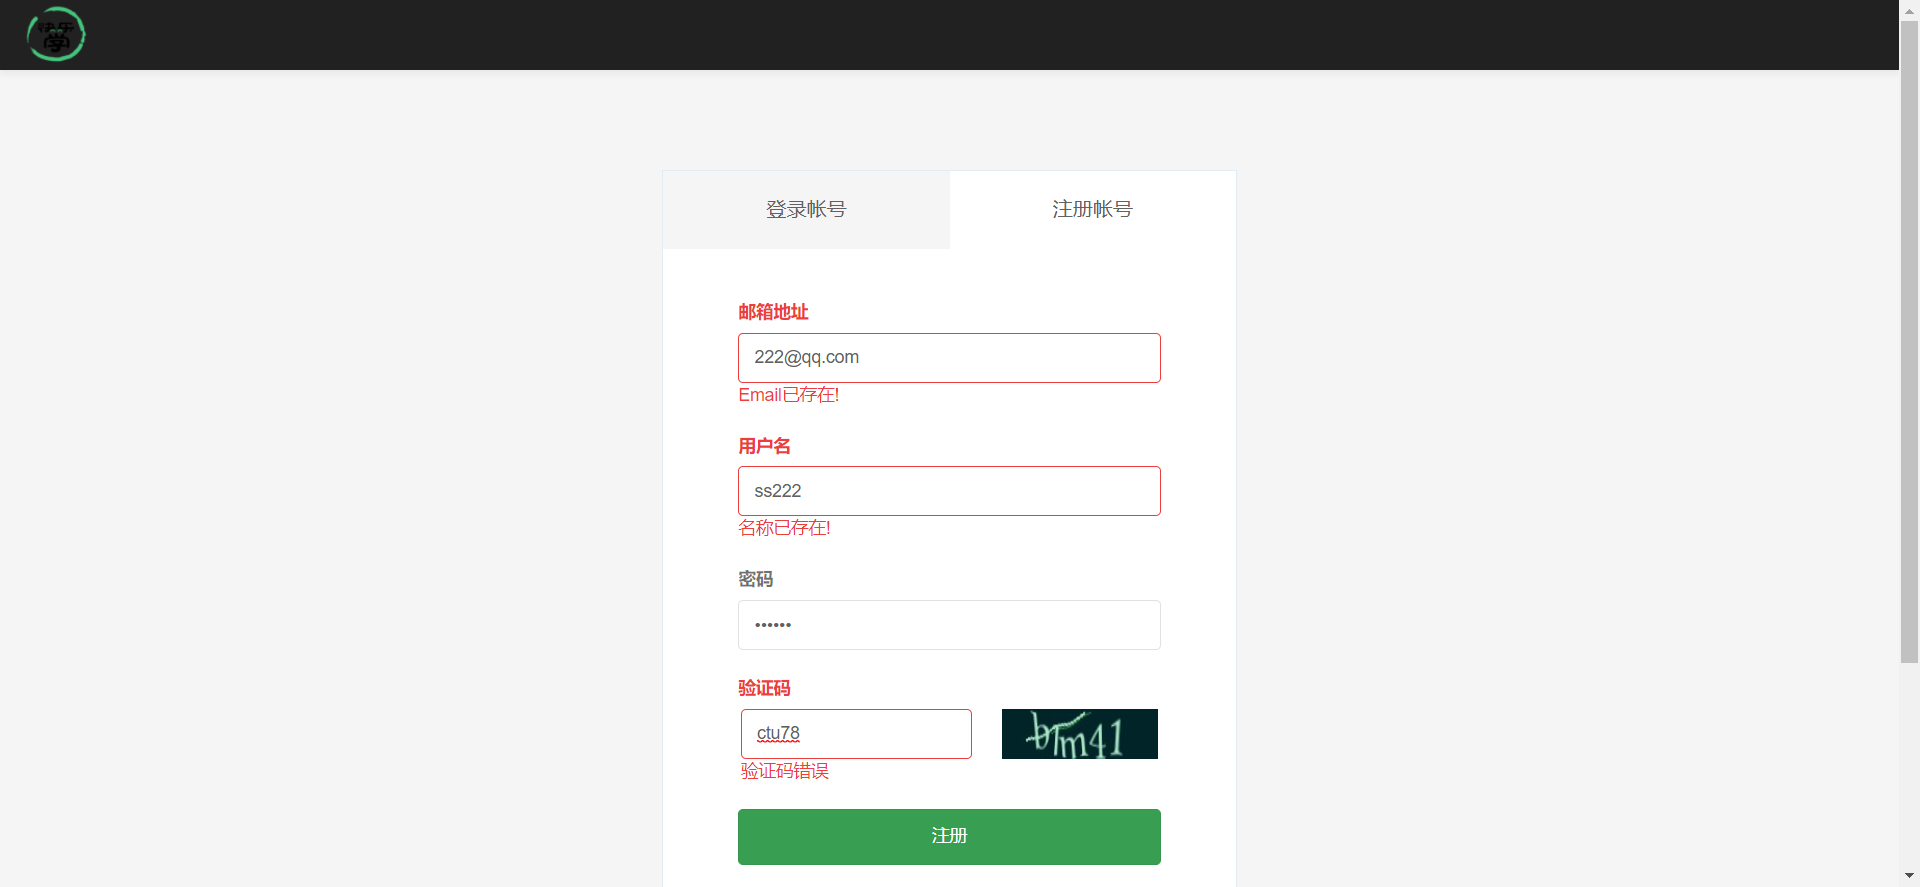 快乐
學
登录帐号
注册帐号
邮箱地址
222@qq.com
Email已存在!
用户名
ss222
名称已存在!
密码
••••••
验证码
ctu78
验证码错误
注册